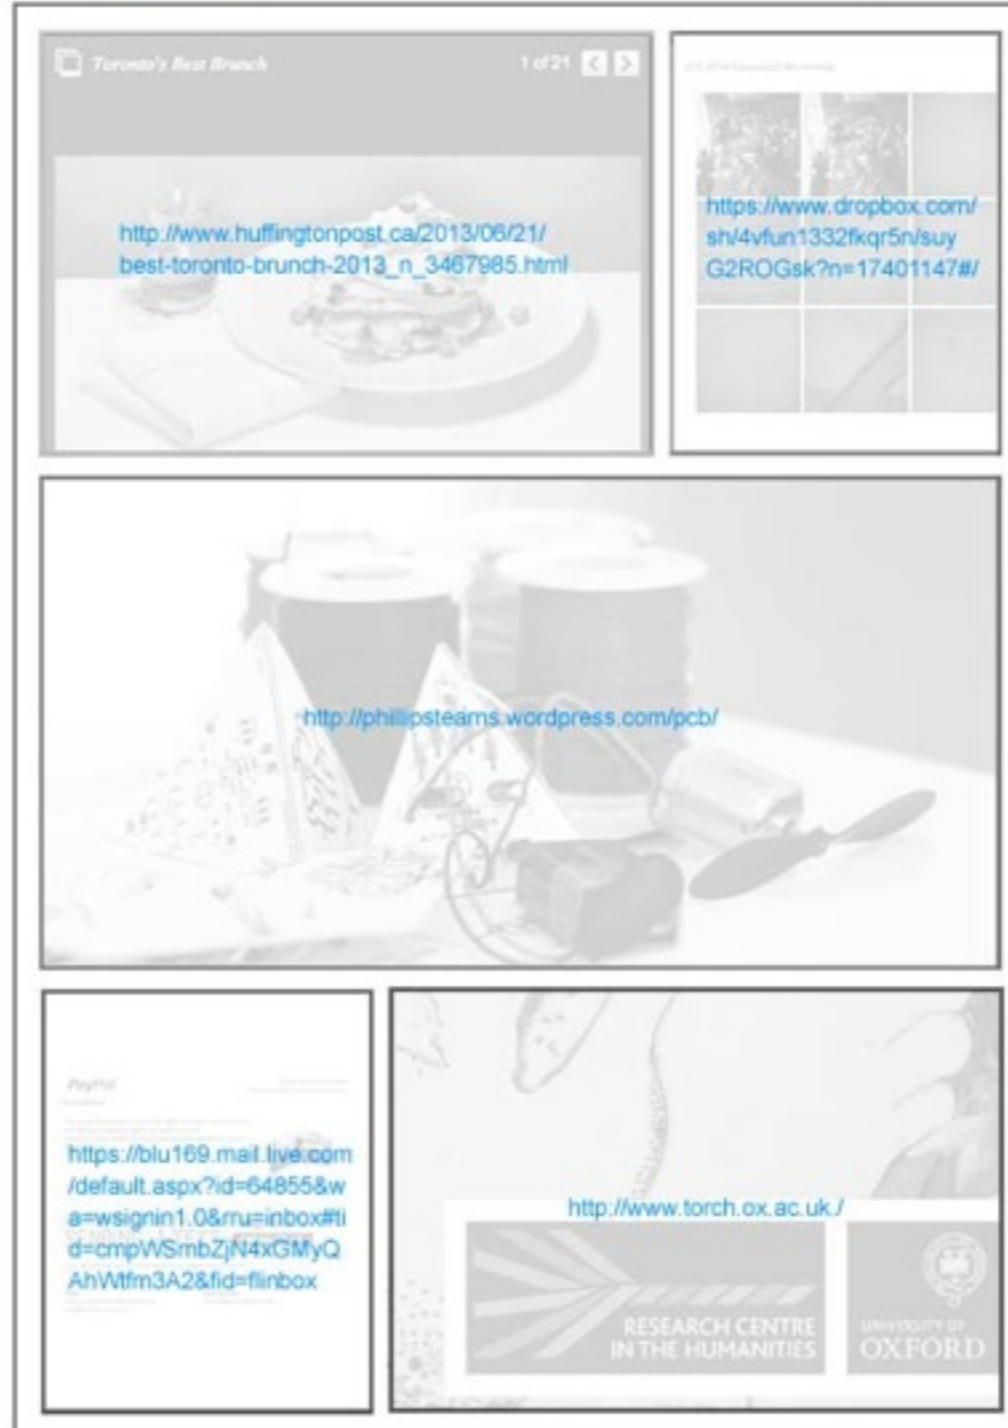 Toronto's Best Brunch
1 of 21
http://www.huffingtonpost.ca/2013/06/21/
best-toronto-brunch-2013_n_3467985.html
https://www.dropbox.com/
sh/4vfun1332fkqr5n/suy
G2ROGsk?n=17401147#/
http://phillipstearns.wordpress.com/pcb/
PayPal
https://blu169.mail.live.com
/default.aspx?id=64855&w
a=wsignin1.0&rru=inbox#ti
d=cmpWSmbZjN4xGMyQ
AhWtfm3A2&fid=flinbox
http://www.torch.ox.ac.uk./
RESEARCH CENTRE
IN THE HUMANITIES
UNIVERSITY OF
OXFORD